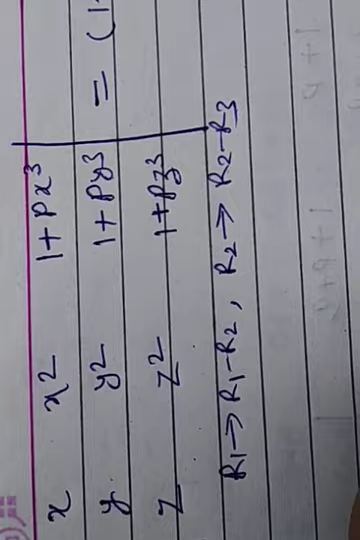 x x² 1+Px³
y y² 1+Py³ = (1
z z² 1+Pz³
R1→R1-R2, R2→R2-R3